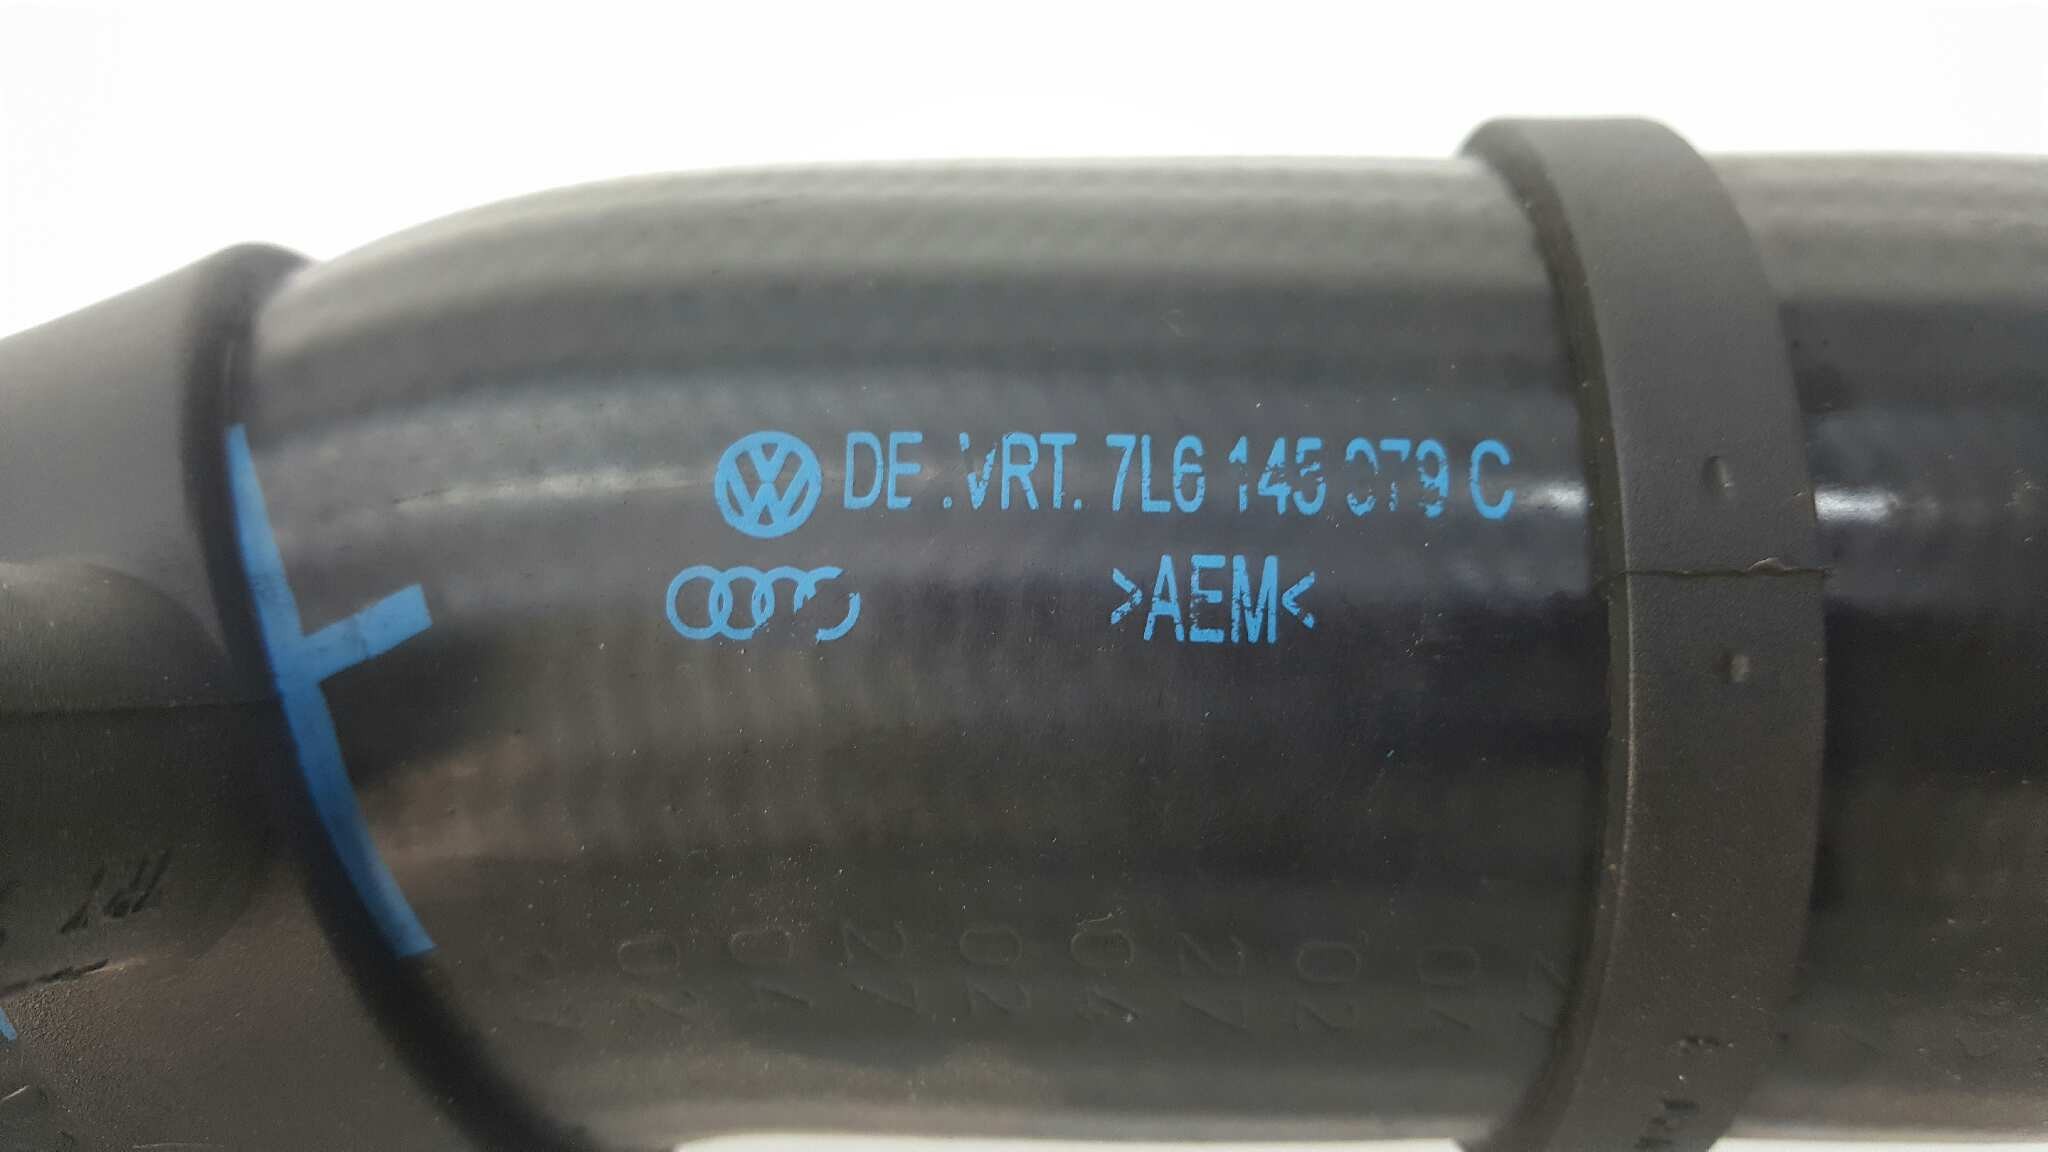 DE .VRT. 7L6 145 079 C
>AEM<